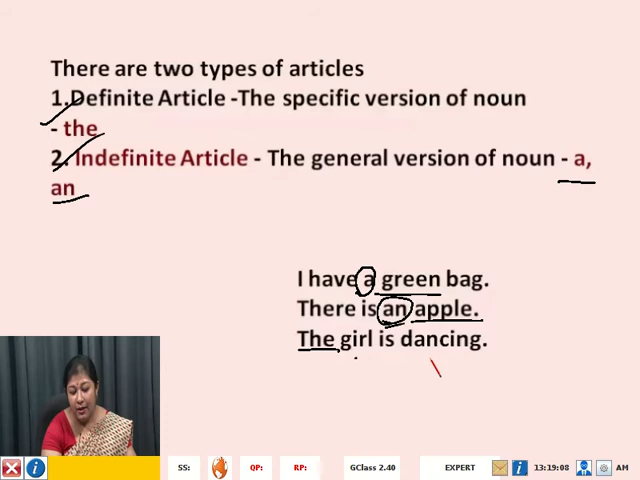 There are two types of articles
1.Definite Article -The specific version of noun
- the
2. Indefinite Article - The general version of noun - a,
an
I have a green bag.
There is an apple.
The girl is dancing.
SS: QP: RP: GClass 2.40 EXPERT 13:19:08 AM